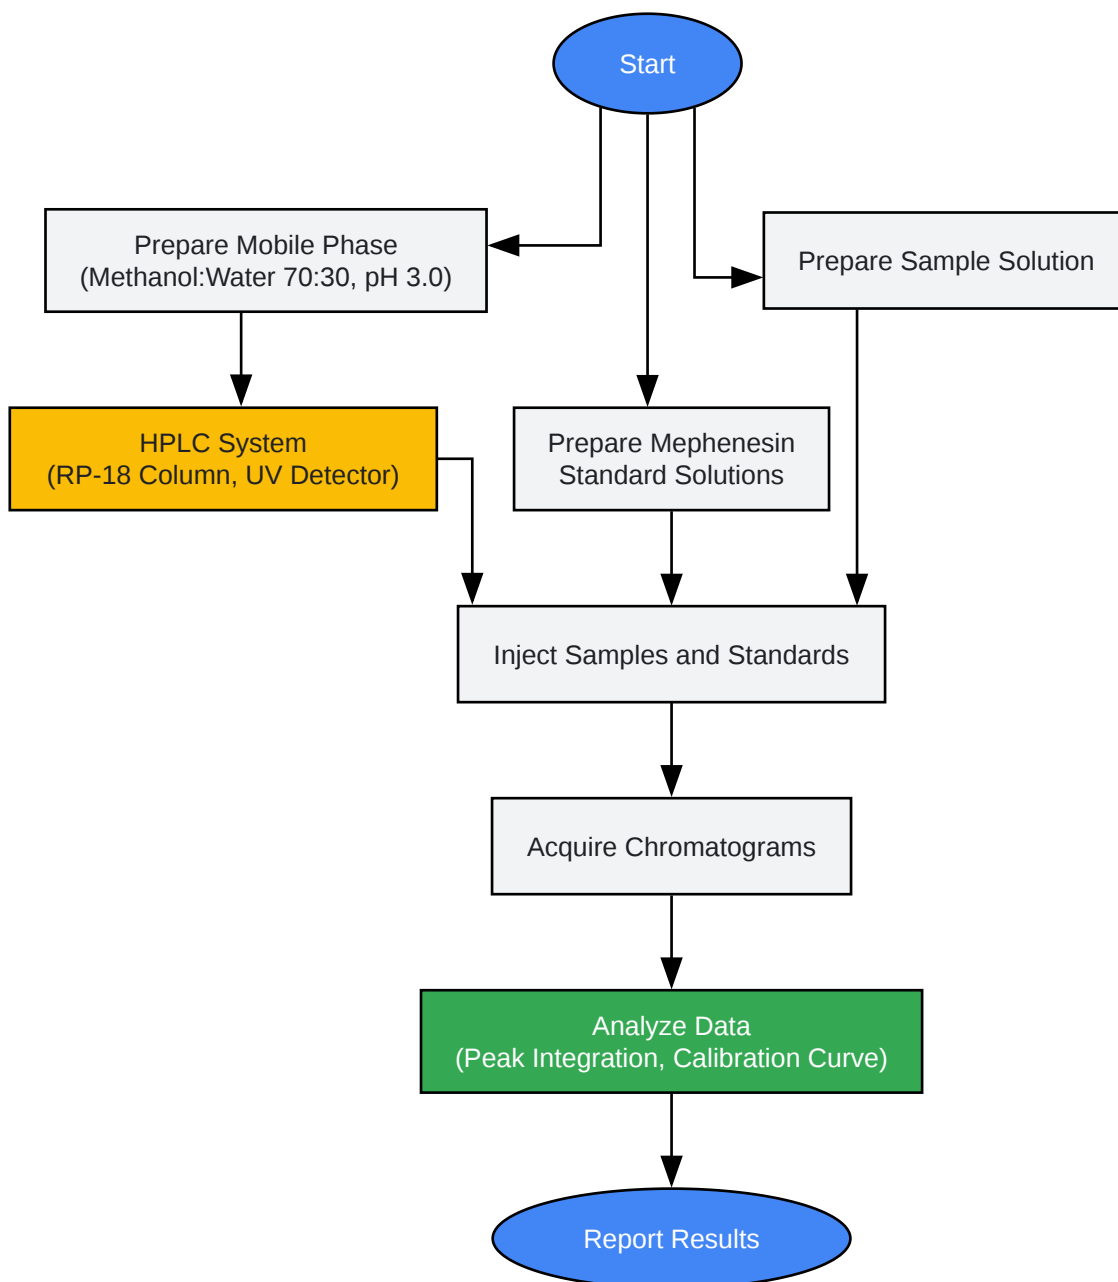 Start
Prepare Mobile Phase
(Methanol:Water 70:30, pH 3.0)
Prepare Sample Solution
HPLC System
(RP-18 Column, UV Detector)
Prepare Mephenesin
Standard Solutions
Inject Samples and Standards
Acquire Chromatograms
Analyze Data
(Peak Integration, Calibration Curve)
Report Results